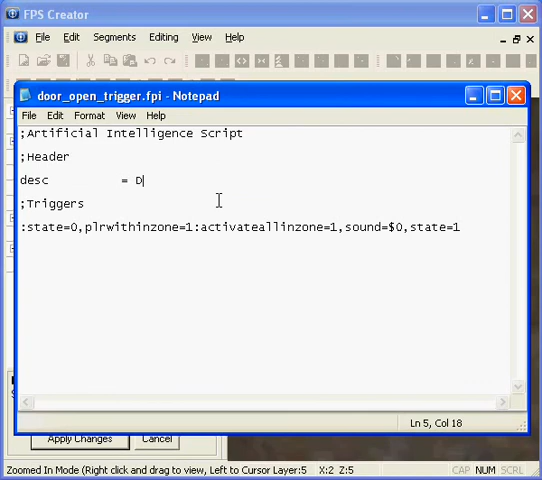 FPS Creator
File Edit Segments Editing View Help
door_open_trigger.fpi - Notepad
File Edit Format View Help
;Artificial Intelligence Script
;Header
desc = D
;Triggers
:state=0,plrwithinzone=1:activateallinzone=1,sound=$0,state=1
Ln 5, Col 18
Apply Changes Cancel
Zoomed In Mode (Right click and drag to view, Left to Cursor Layer:5 X:2 Z:5 CAP NUM SCRL